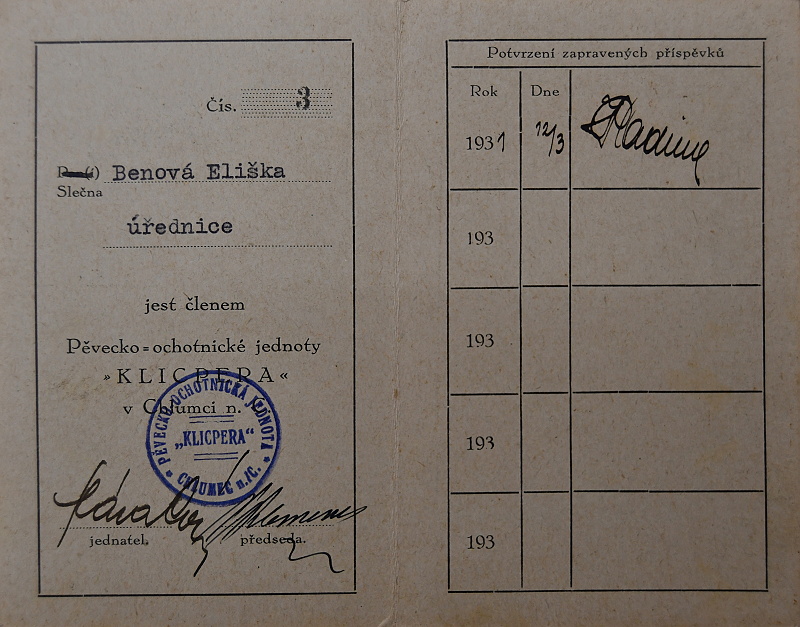 Čís. 3
Benová Eliška
Slečna
úřednice
jest členem
Pěvecko=ochotnické jednoty
»KLICPERA«
v Chlumci n. C.
PĚVECKO-OCHOTNICKÁ JEDNOTA
„KLICPERA“
* CHLUMEC n./C. *
jednatel.
předseda.
Potvrzení zapravených příspěvků
Rok Dne
1931 12/3
193
193
193
193